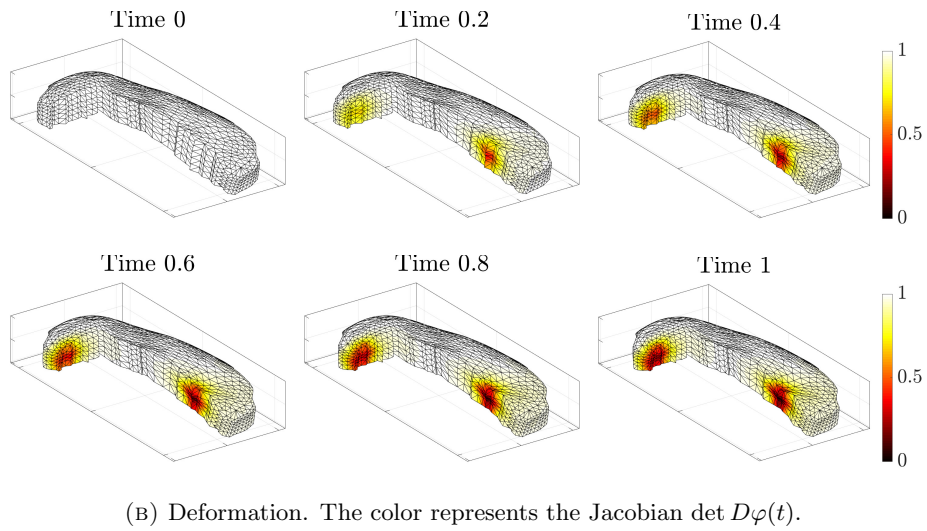 Time 0
Time 0.2
Time 0.4
1
0.5
0
Time 0.6
Time 0.8
Time 1
1
0.5
0
(B) Deformation. The color represents the Jacobian det Dφ(t).